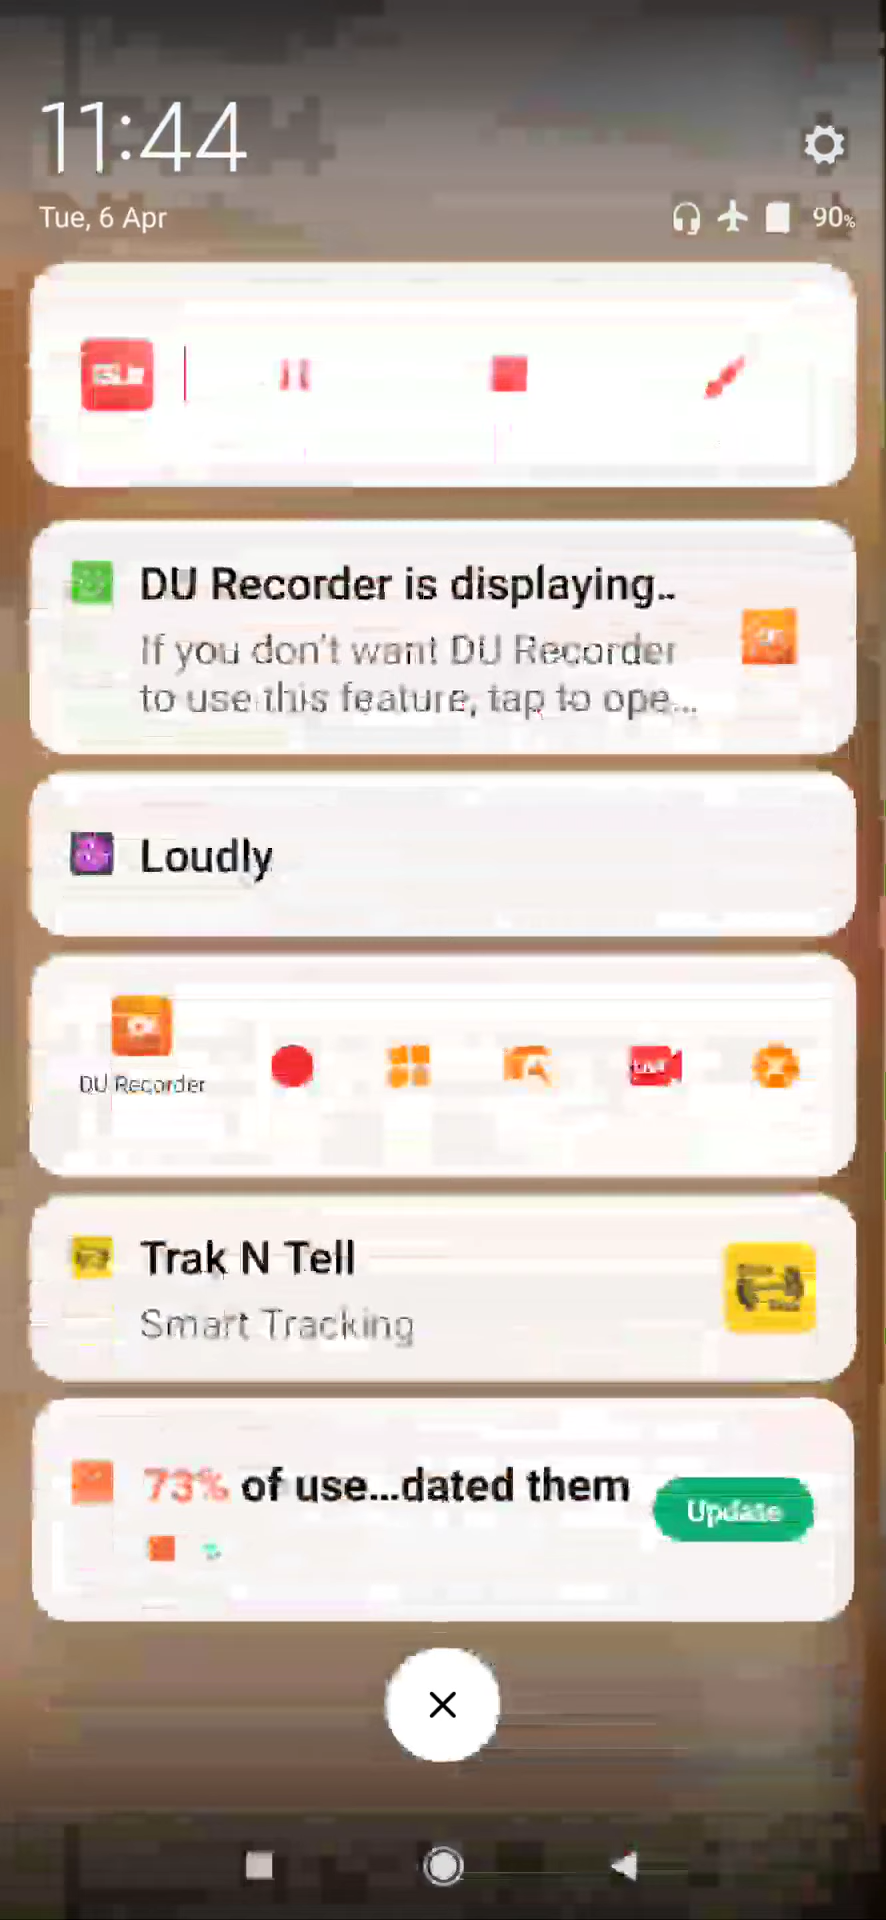 11:44
Tue, 6 Apr
90%
DU Recorder is displaying..
If you don't want DU Recorder
to use this feature, tap to ope...
Loudly
DU Recorder
LIVE
Trak N Tell
Smart Tracking
73% of use...dated them
Update